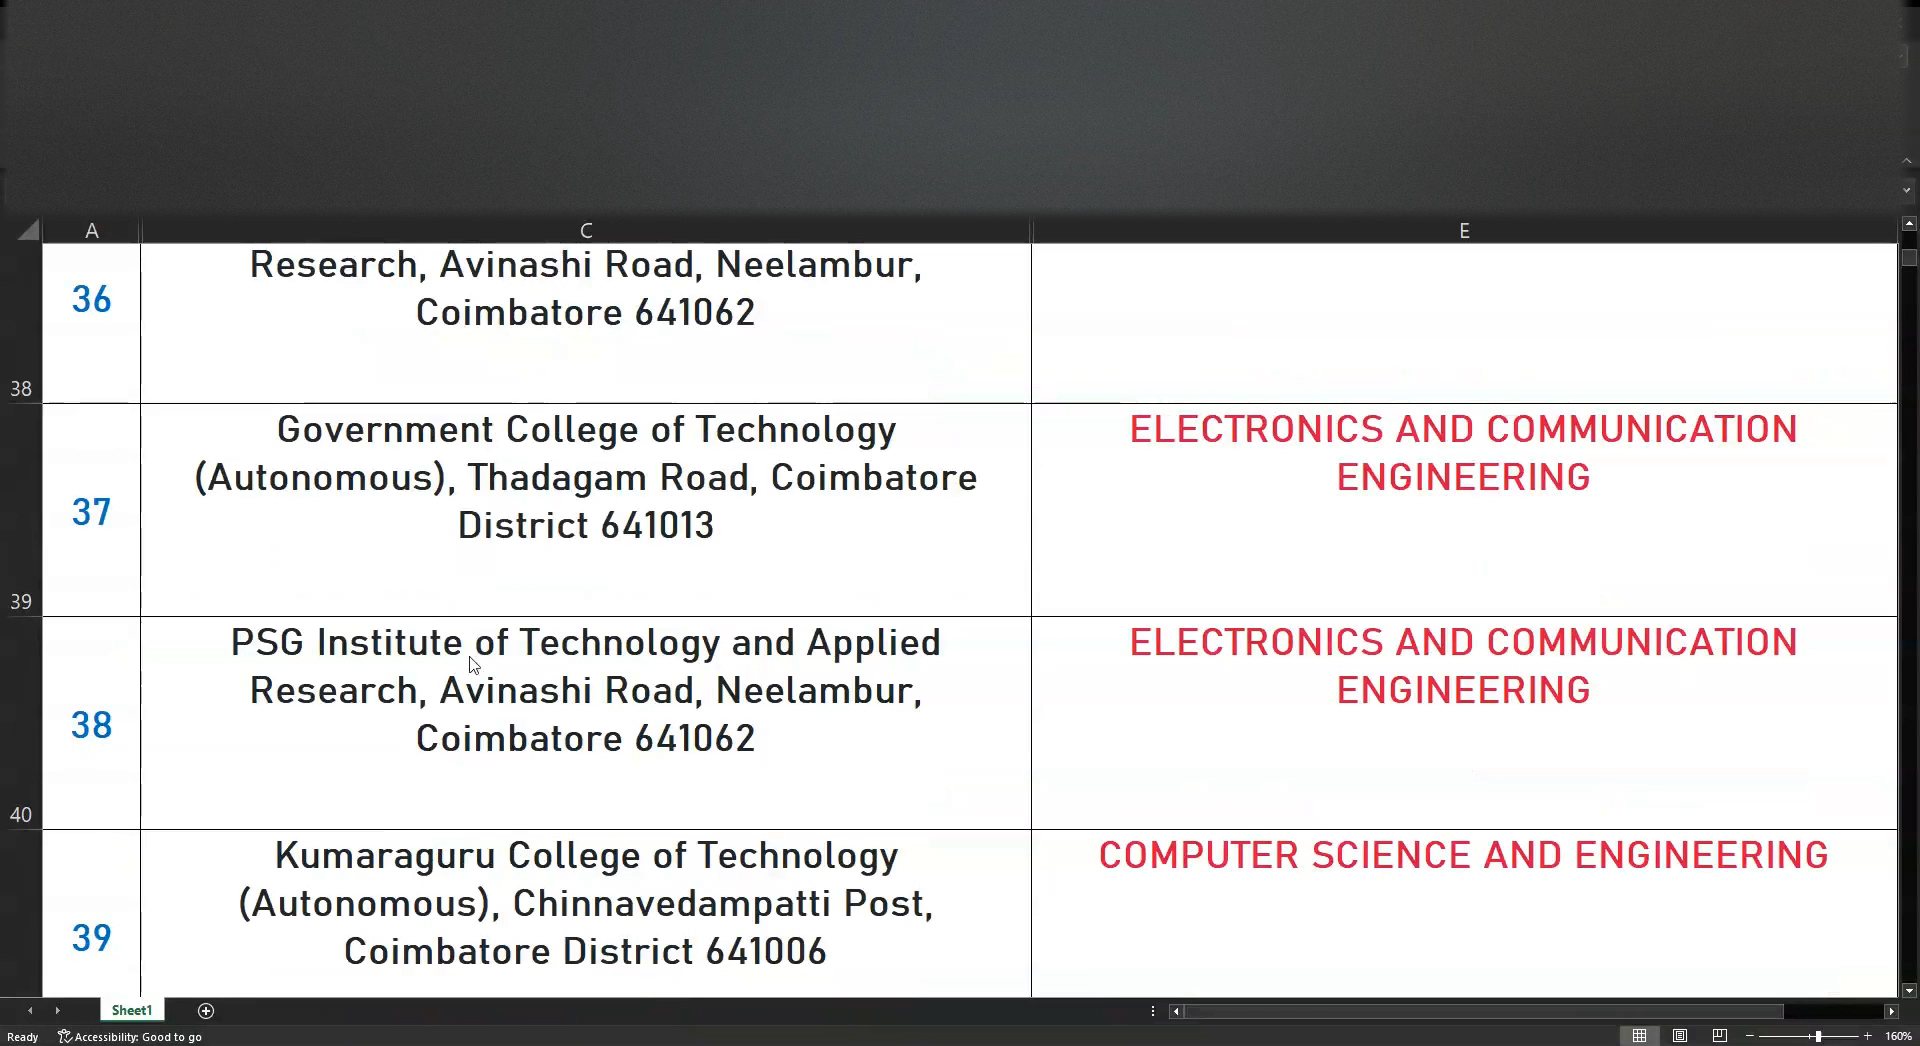 A C E
36 Research, Avinashi Road, Neelambur,
Coimbatore 641062
38
37 Government College of Technology
(Autonomous), Thadagam Road, Coimbatore
District 641013
ELECTRONICS AND COMMUNICATION
ENGINEERING
39
38 PSG Institute of Technology and Applied
Research, Avinashi Road, Neelambur,
Coimbatore 641062
ELECTRONICS AND COMMUNICATION
ENGINEERING
40
39 Kumaraguru College of Technology
(Autonomous), Chinnavedampatti Post,
Coimbatore District 641006
COMPUTER SCIENCE AND ENGINEERING
Sheet1
Ready Accessibility: Good to go 160%